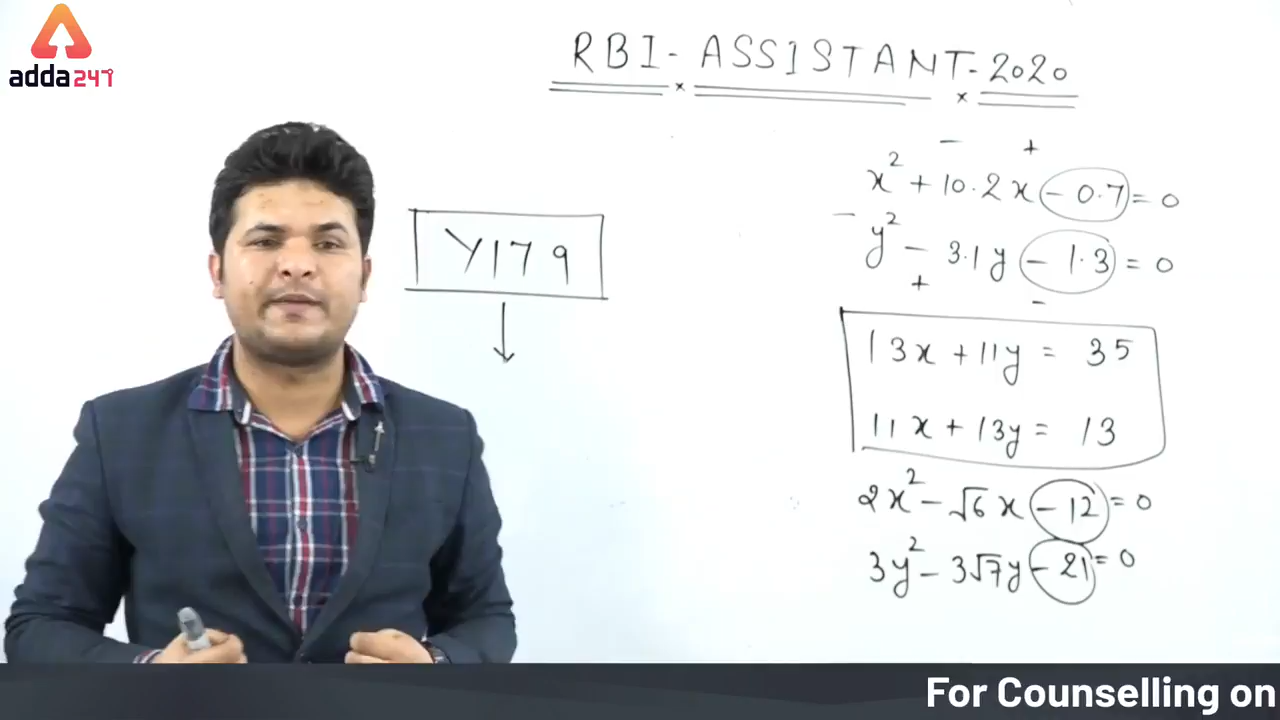 adda247
RBI - ASSISTANT - 2020
- +
x² + 10.2x - 0.7 = 0
-
y² - 3.1y - 1.3 = 0
+ -
Y179
13x + 11y = 35
11x + 13y = 13
2x² - √6x - 12 = 0
3y² - 3√7y - 21 = 0
For Counselling on